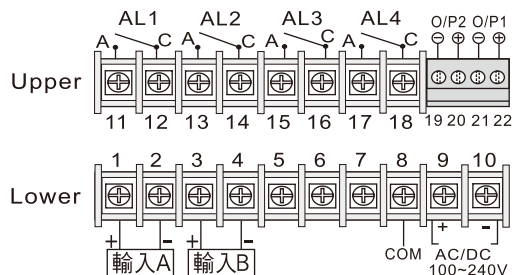 AL1 AL2 AL3 AL4 O/P2 O/P1
A C A C A C A C ⊖ ⊕ ⊖ ⊕
Upper
11 12 13 14 15 16 17 18 19 20 21 22
1 2 3 4 5 6 7 8 9 10
Lower
+ - + - + -
輸入A 輸入B COM AC/DC
100~240V